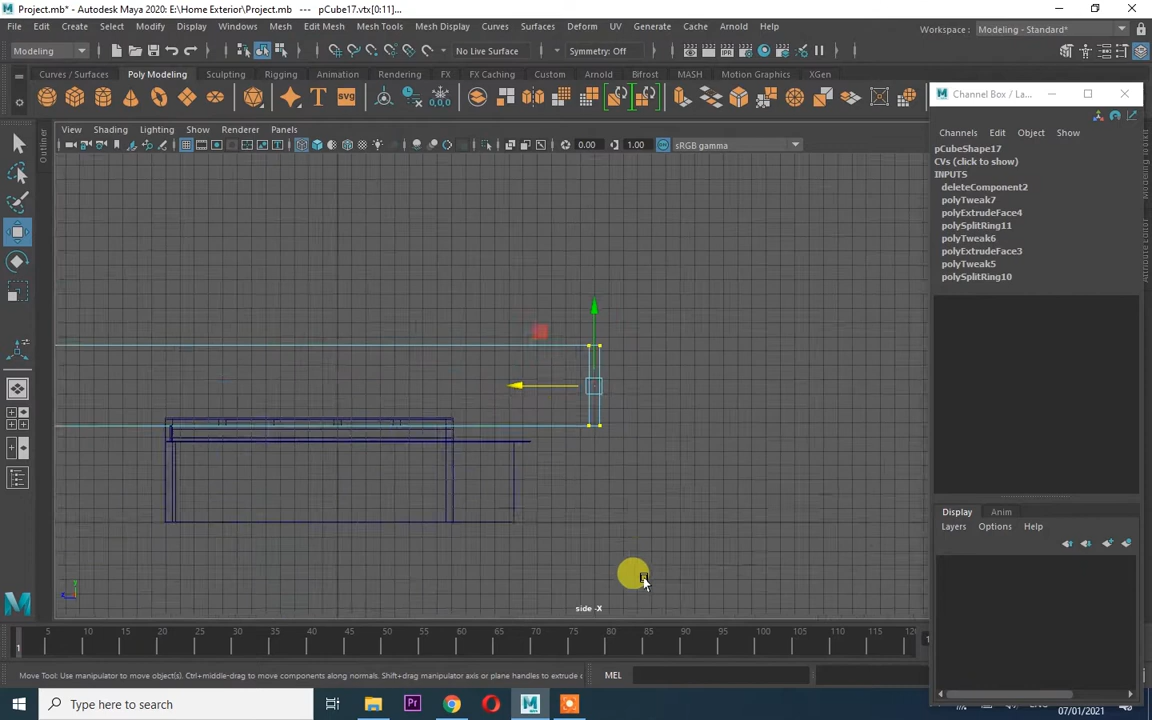 Project.mb* - Autodesk Maya 2020: E:\Home Exterior\Project.mb --- pCube17.vtx[0:11]...
File Edit Create Select Modify Display Windows Mesh Edit Mesh Mesh Tools Mesh Display Curves Surfaces Deform UV Generate Cache Arnold Help
Workspace: Modeling - Standard*
Modeling
No Live Surface
Symmetry: Off
Curves / Surfaces Poly Modeling Sculpting Rigging Animation Rendering FX FX Caching Custom Arnold Bifrost MASH Motion Graphics XGen
Channel Box / La...
View Shading Lighting Show Renderer Panels
Channels Edit Object Show
0.00 1.00 sRGB gamma
Outliner
pCubeShape17
CVs (click to show)
INPUTS
deleteComponent2
polyTweak7
polyExtrudeFace4
polySplitRing11
polyTweak6
polyExtrudeFace3
polyTweak5
polySplitRing10
Display Anim
Layers Options Help
y
z
side -X
5 10 15 20 25 30 35 40 45 50 55 60 65 70 75 80 85 90 95 100 105 110 115 120
1
Move Tool: Use manipulator to move object(s). Ctrl+middle-drag to move components along normals. Shift+drag manipulator axis or plane handles to extrude
MEL
Type here to search
07/01/2021